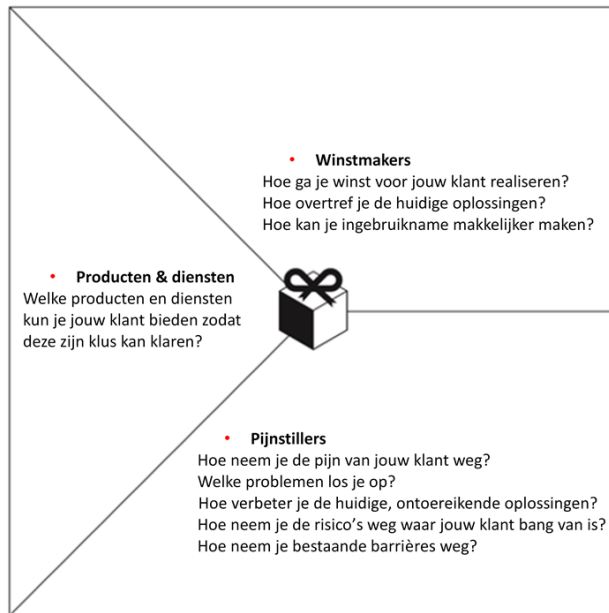 • Winstmakers
Hoe ga je winst voor jouw klant realiseren?
Hoe overtref je de huidige oplossingen?
Hoe kan je ingebruikname makkelijker maken?
• Producten & diensten
Welke producten en diensten
kun je jouw klant bieden zodat
deze zijn klus kan klaren?
• Pijnstillers
Hoe neem je de pijn van jouw klant weg?
Welke problemen los je op?
Hoe verbeter je de huidige, ontoereikende oplossingen?
Hoe neem je de risico's weg waar jouw klant bang van is?
Hoe neem je bestaande barrières weg?